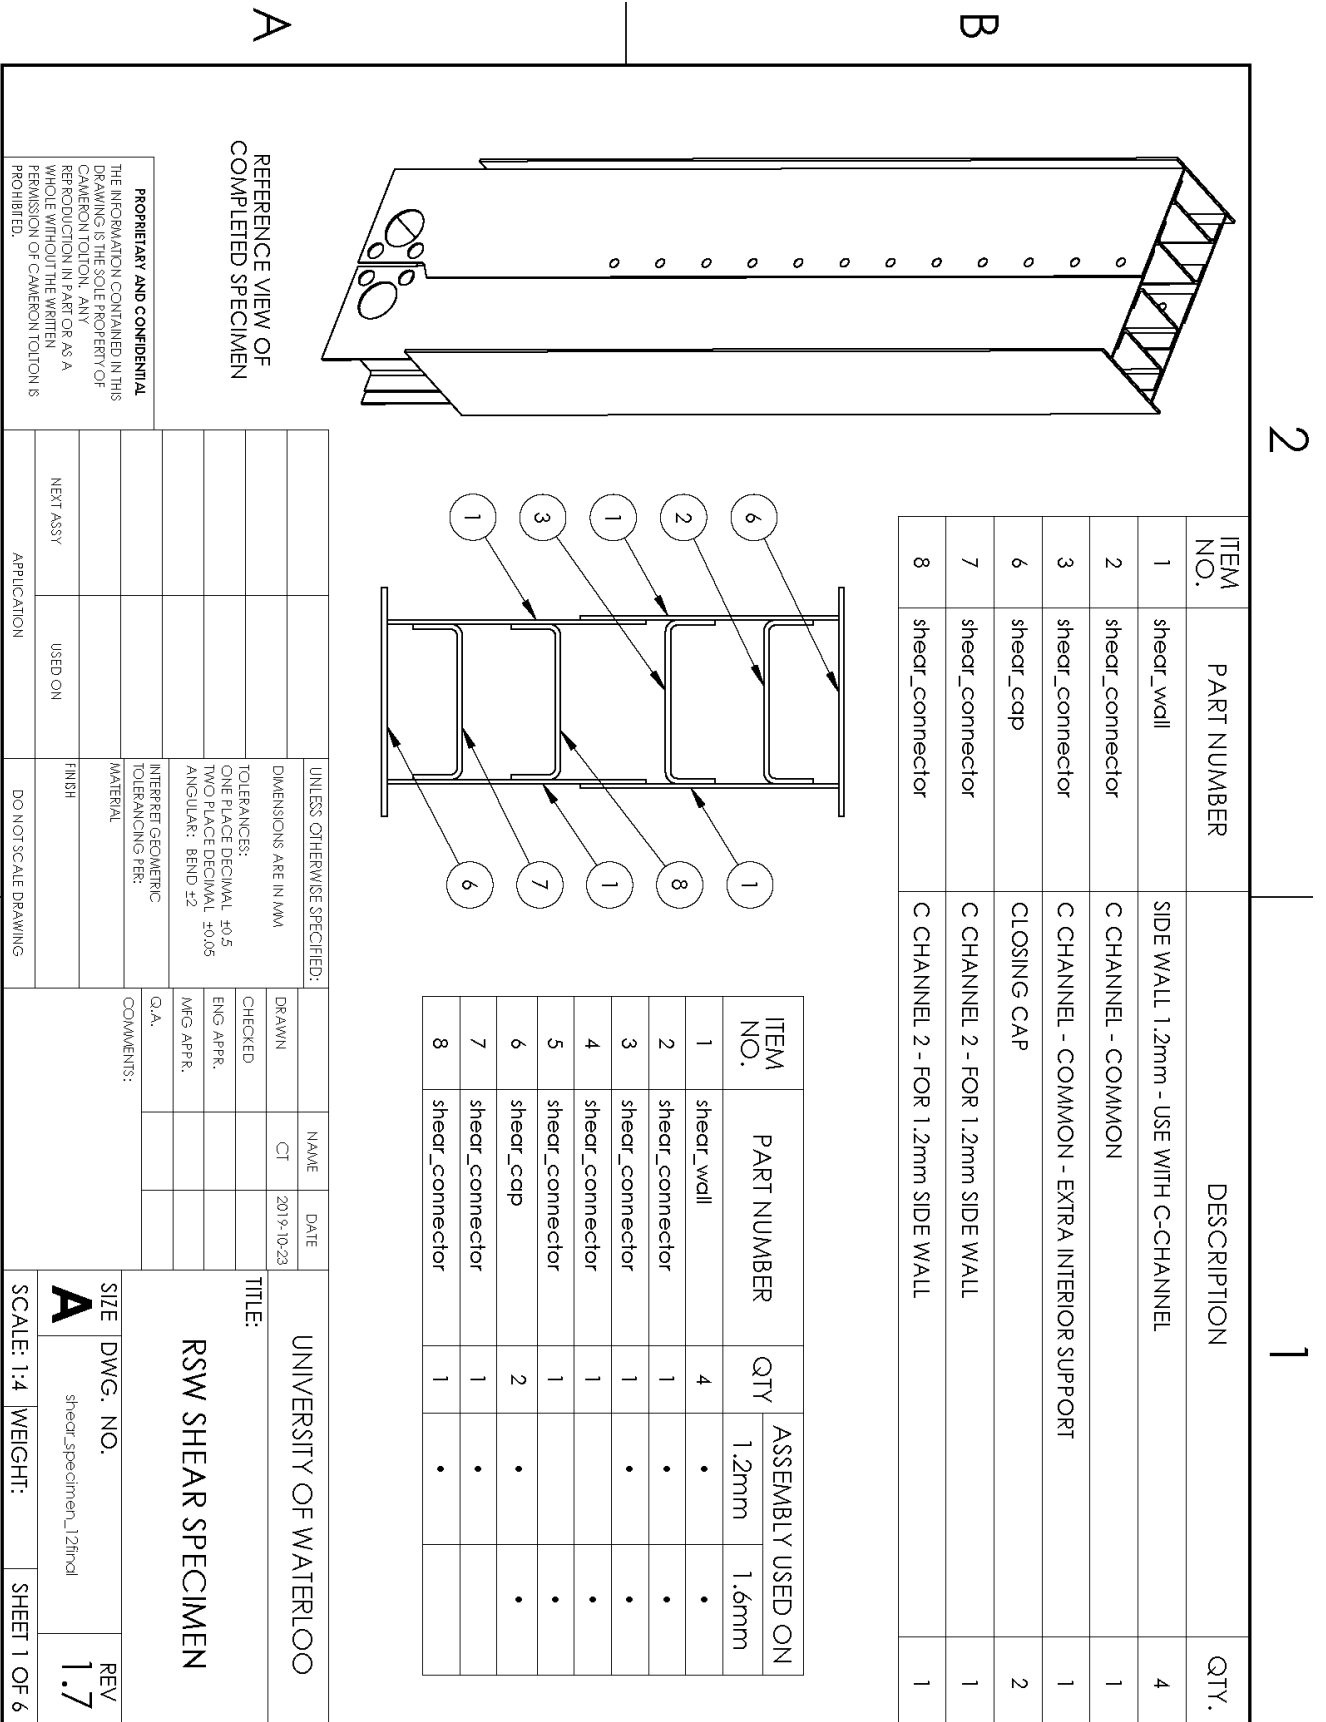 2
1
B
A
ITEM NO. PART NUMBER DESCRIPTION QTY.
1 shear_wall SIDE WALL 1.2mm - USE WITH C-CHANNEL 4
2 shear_connector C CHANNEL - COMMON 1
3 shear_connector C CHANNEL - COMMON - EXTRA INTERIOR SUPPORT 1
6 shear_cap CLOSING CAP 2
7 shear_connector C CHANNEL 2 - FOR 1.2mm SIDE WALL 1
8 shear_connector C CHANNEL 2 - FOR 1.2mm SIDE WALL 1
6
2
1
3
1
1
8
1
7
6
ITEM NO. PART NUMBER QTY ASSEMBLY USED ON
1.2mm 1.6mm
1 shear_wall 4 • •
2 shear_connector 1 • •
3 shear_connector 1 • •
4 shear_connector 1 •
5 shear_connector 1 •
6 shear_cap 2 • •
7 shear_connector 1 •
8 shear_connector 1 •
REFERENCE VIEW OF
COMPLETED SPECIMEN
PROPRIETARY AND CONFIDENTIAL
THE INFORMATION CONTAINED IN THIS
DRAWING IS THE SOLE PROPERTY OF
CAMERON TOLTON. ANY
REPRODUCTION IN PART OR AS A
WHOLE WITHOUT THE WRITTEN
PERMISSION OF CAMERON TOLTON IS
PROHIBITED.
NEXT ASSY USED ON
APPLICATION
UNLESS OTHERWISE SPECIFIED:
DIMENSIONS ARE IN MM
TOLERANCES:
ONE PLACE DECIMAL ±0.5
TWO PLACE DECIMAL ±0.05
ANGULAR: BEND ±2
INTERPRET GEOMETRIC
TOLERANCING PER:
MATERIAL
FINISH
DO NOT SCALE DRAWING
NAME DATE
DRAWN CT 2019-10-23
CHECKED
ENG APPR.
MFG APPR.
Q.A.
COMMENTS:
UNIVERSITY OF WATERLOO
TITLE:
RSW SHEAR SPECIMEN
SIZE DWG. NO. REV
A shear_specimen_12final 1.7
SCALE: 1:4 WEIGHT: SHEET 1 OF 6